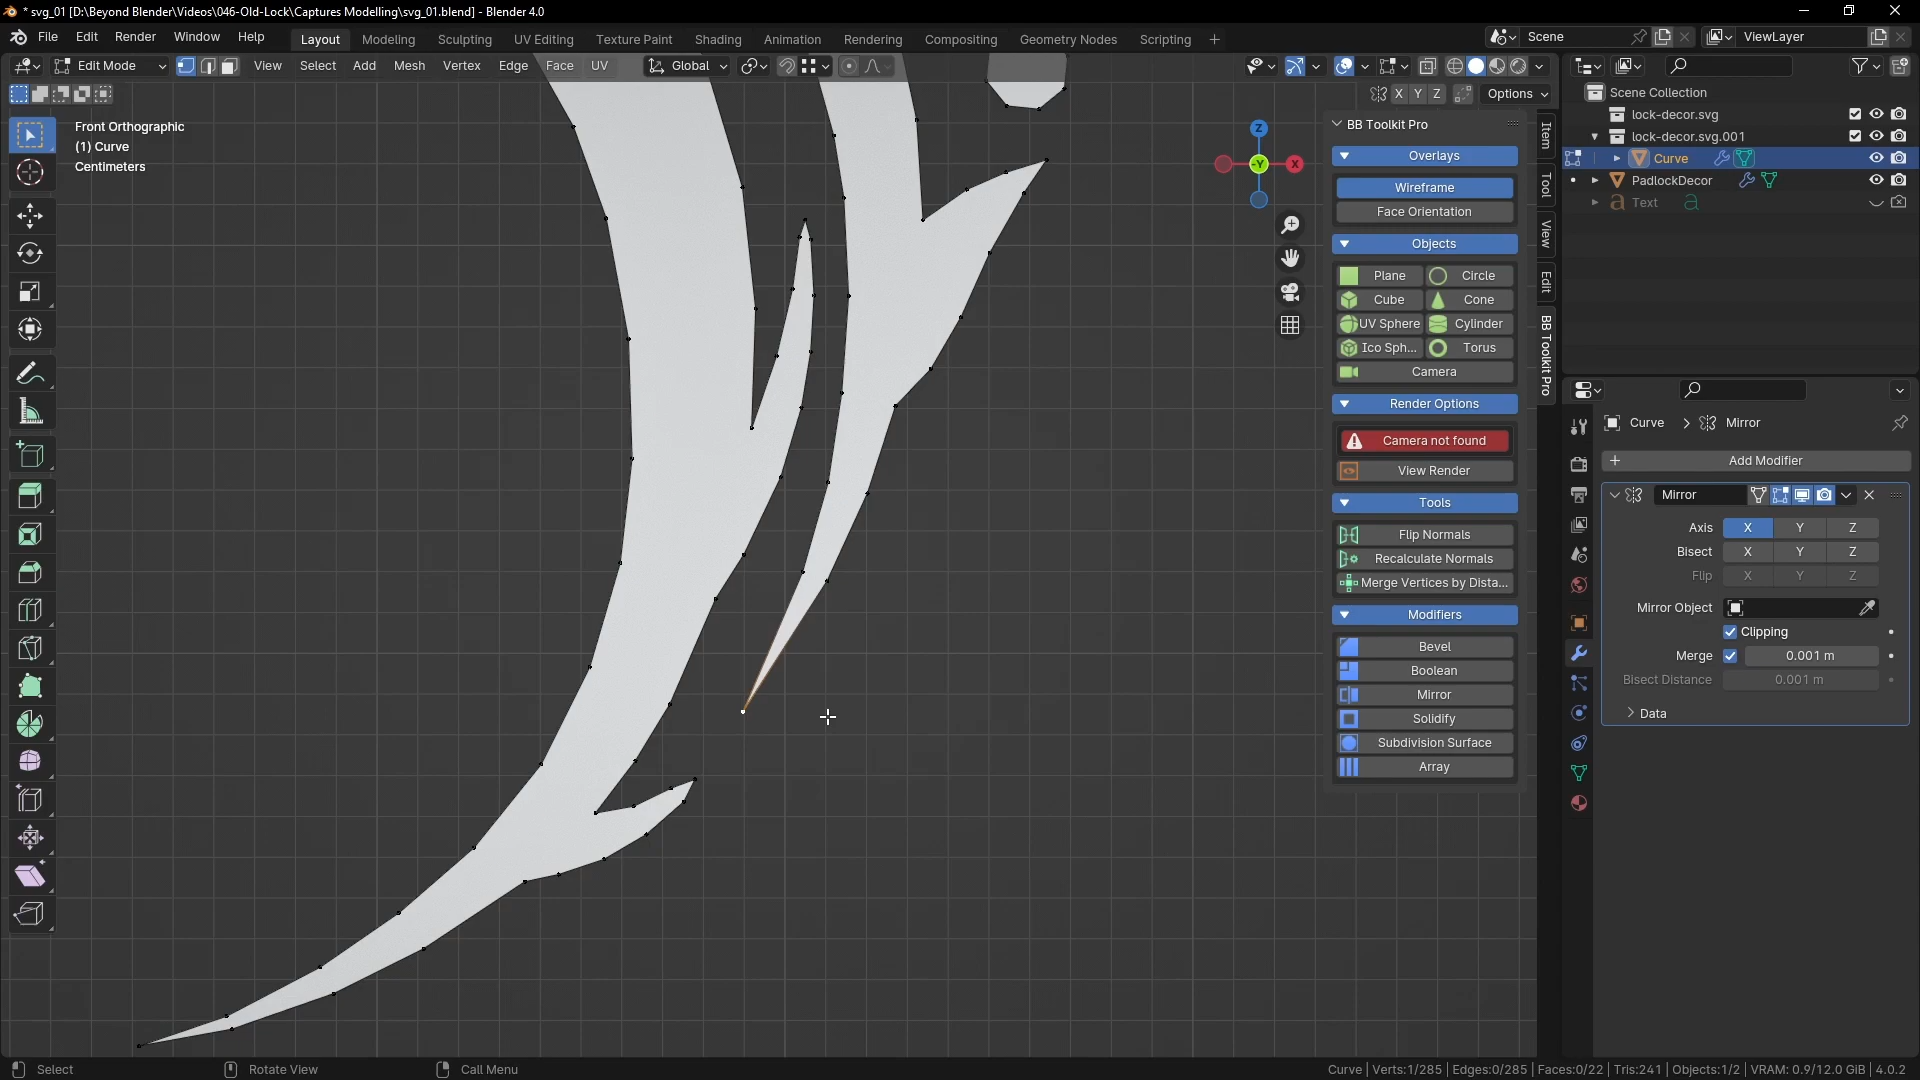 * svg_01 [D:\Beyond Blender\Videos\046-Old-Lock\Captures Modelling\svg_01.blend] - Blender 4.0
File Edit Render Window Help Layout Modeling Sculpting UV Editing Texture Paint Shading Animation Rendering Compositing Geometry Nodes Scripting + Scene ViewLayer
Edit Mode View Select Add Mesh Vertex Edge Face UV Global
X Y Z Options
Front Orthographic
(1) Curve
Centimeters
Z
-Y
X
BB Toolkit Pro
Overlays
Wireframe
Face Orientation
Objects
Plane Circle
Cube Cone
UV Sphere Cylinder
Ico Sph... Torus
Camera
Render Options
Camera not found
View Render
Tools
Flip Normals
Recalculate Normals
Merge Vertices by Dista...
Modifiers
Bevel
Boolean
Mirror
Solidify
Subdivision Surface
Array
Item
Tool
View
Edit
BB Toolkit Pro
Scene Collection
lock-decor.svg
lock-decor.svg.001
Curve
PadlockDecor
Text
Curve > Mirror
+ Add Modifier
Mirror
Axis X Y Z
Bisect X Y Z
Flip X Y Z
Mirror Object
Clipping
Merge 0.001 m
Bisect Distance 0.001 m
Data
Select Rotate View Call Menu Curve | Verts:1/285 | Edges:0/285 | Faces:0/22 | Tris:241 | Objects:1/2 | VRAM: 0.9/12.0 GiB | 4.0.2